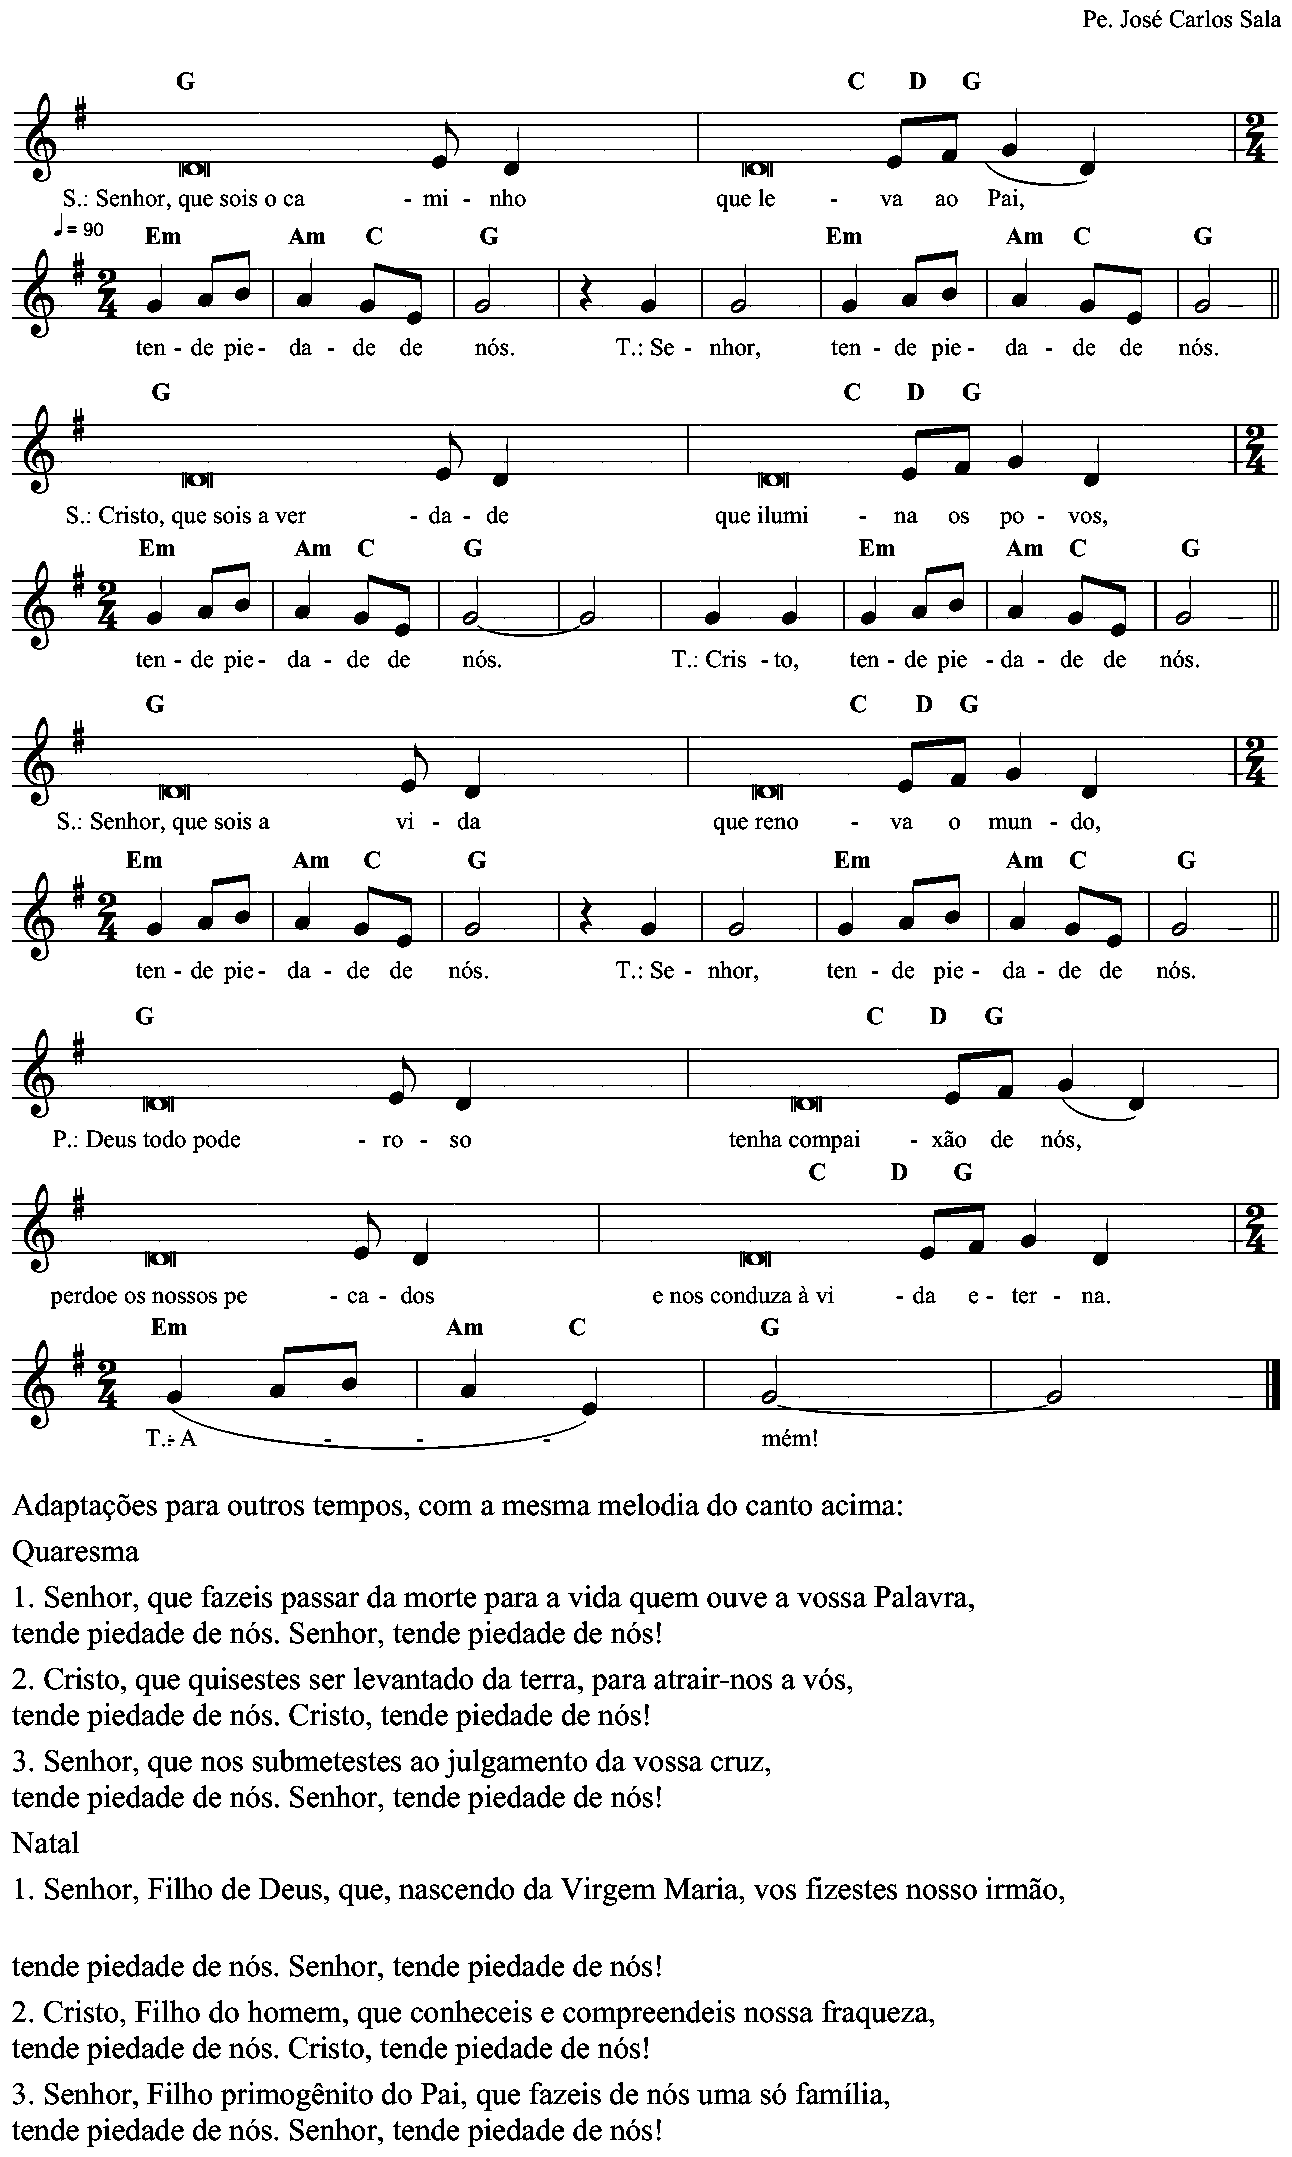 Pe. José Carlos Sala
G C D G
S.: Senhor, que sois o ca - mi - nho que le - va ao Pai,
♩= 90
Em Am C G Em Am C G
ten - de pie - da - de de nós. T.: Se - nhor, ten - de pie - da - de de nós.
G C D G
S.: Cristo, que sois a ver - da - de que ilumi - na os po - vos,
Em Am C G Em Am C G
ten - de pie - da - de de nós. T.: Cris - to, ten - de pie - da - de de nós.
G C D G
S.: Senhor, que sois a vi - da que reno - va o mun - do,
Em Am C G Em Am C G
ten - de pie - da - de de nós. T.: Se - nhor, ten - de pie - da - de de nós.
G C D G
P.: Deus todo pode - ro - so tenha compai - xão de nós,
C D G
perdoe os nossos pe - ca - dos e nos conduza à vi - da e - ter - na.
Em Am C G
T.: A - - - mém!
Adaptações para outros tempos, com a mesma melodia do canto acima:
Quaresma
1. Senhor, que fazeis passar da morte para a vida quem ouve a vossa Palavra,
tende piedade de nós. Senhor, tende piedade de nós!
2. Cristo, que quisestes ser levantado da terra, para atrair-nos a vós,
tende piedade de nós. Cristo, tende piedade de nós!
3. Senhor, que nos submetestes ao julgamento da vossa cruz,
tende piedade de nós. Senhor, tende piedade de nós!
Natal
1. Senhor, Filho de Deus, que, nascendo da Virgem Maria, vos fizestes nosso irmão,
tende piedade de nós. Senhor, tende piedade de nós!
2. Cristo, Filho do homem, que conheceis e compreendeis nossa fraqueza,
tende piedade de nós. Cristo, tende piedade de nós!
3. Senhor, Filho primogênito do Pai, que fazeis de nós uma só família,
tende piedade de nós. Senhor, tende piedade de nós!